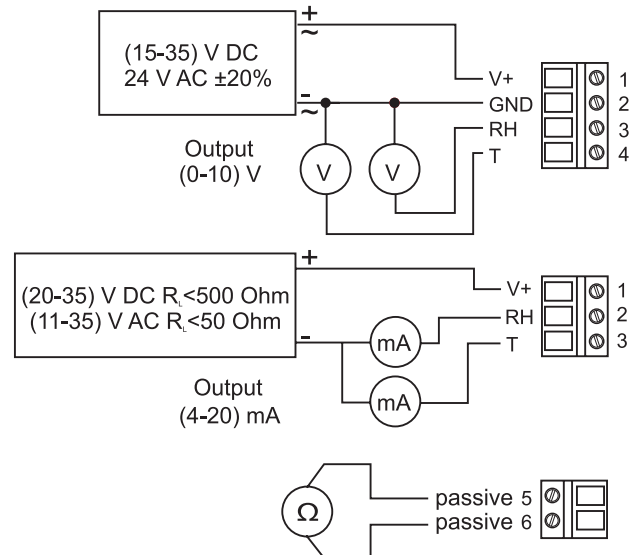 +
~
(15-35) V DC
24 V AC ±20%
-
~
Output
(0-10) V
V
V
V+ 1
GND 2
RH 3
T 4
+
(20-35) V DC R_L<500 Ohm
(11-35) V AC R_L<50 Ohm
-
Output
(4-20) mA
mA
mA
V+ 1
RH 2
T 3
Ω
passive 5
passive 6